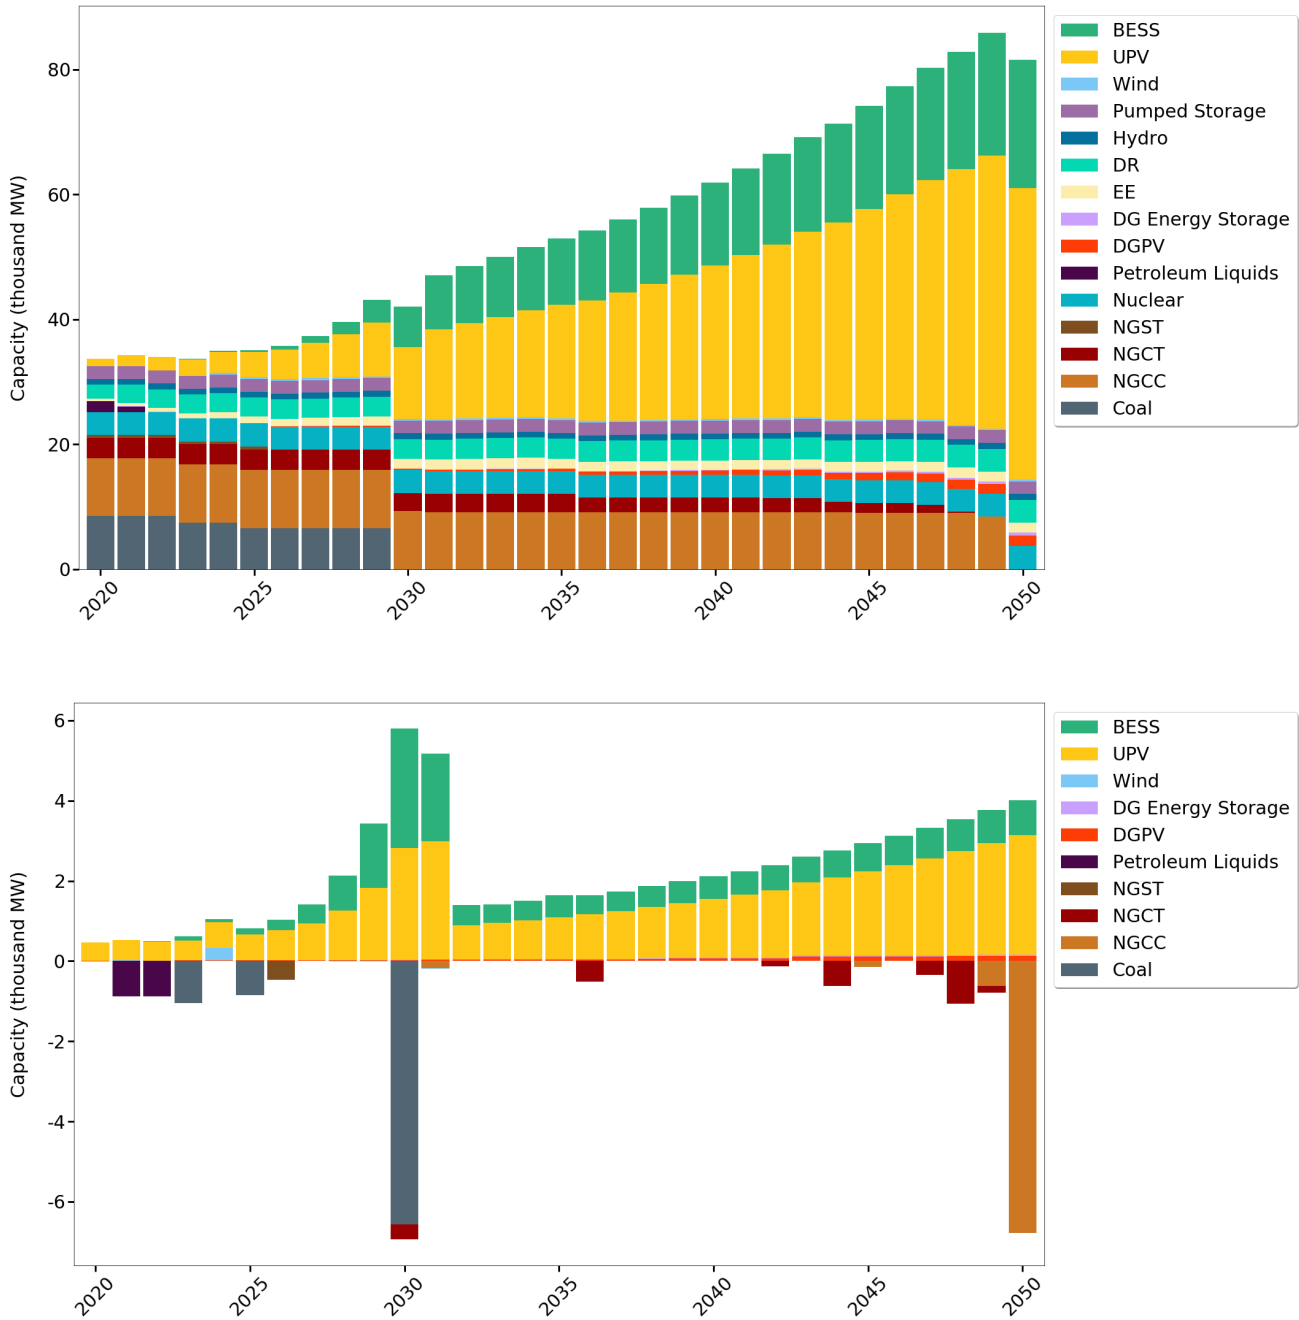 Capacity (thousand MW)
80
60
40
20
0
2020
2025
2030
2035
2040
2045
2050
BESS
UPV
Wind
Pumped Storage
Hydro
DR
EE
DG Energy Storage
DGPV
Petroleum Liquids
Nuclear
NGST
NGCT
NGCC
Coal
Capacity (thousand MW)
6
4
2
0
-2
-4
-6
2020
2025
2030
2035
2040
2045
2050
BESS
UPV
Wind
DG Energy Storage
DGPV
Petroleum Liquids
NGST
NGCT
NGCC
Coal